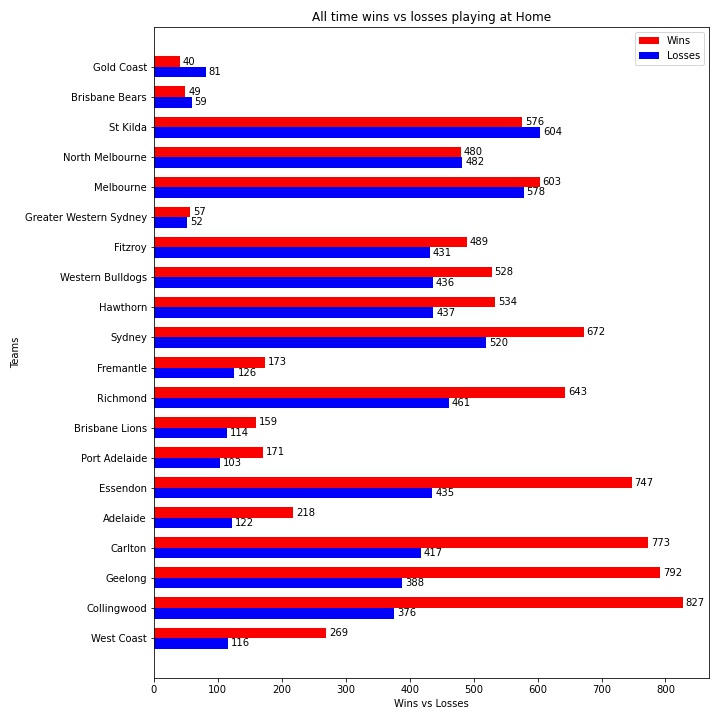 All time wins vs losses playing at Home
Wins
Losses
Gold Coast 40
81
Brisbane Bears 49
59
St Kilda 576
604
North Melbourne 480
482
Melbourne 603
578
Greater Western Sydney 57
52
Fitzroy 489
431
Western Bulldogs 528
436
Hawthorn 534
437
Sydney 672
520
Fremantle 173
126
Richmond 643
461
Brisbane Lions 159
114
Port Adelaide 171
103
Essendon 747
435
Adelaide 218
122
Carlton 773
417
Geelong 792
388
Collingwood 827
376
West Coast 269
116
Teams
0 100 200 300 400 500 600 700 800
Wins vs Losses